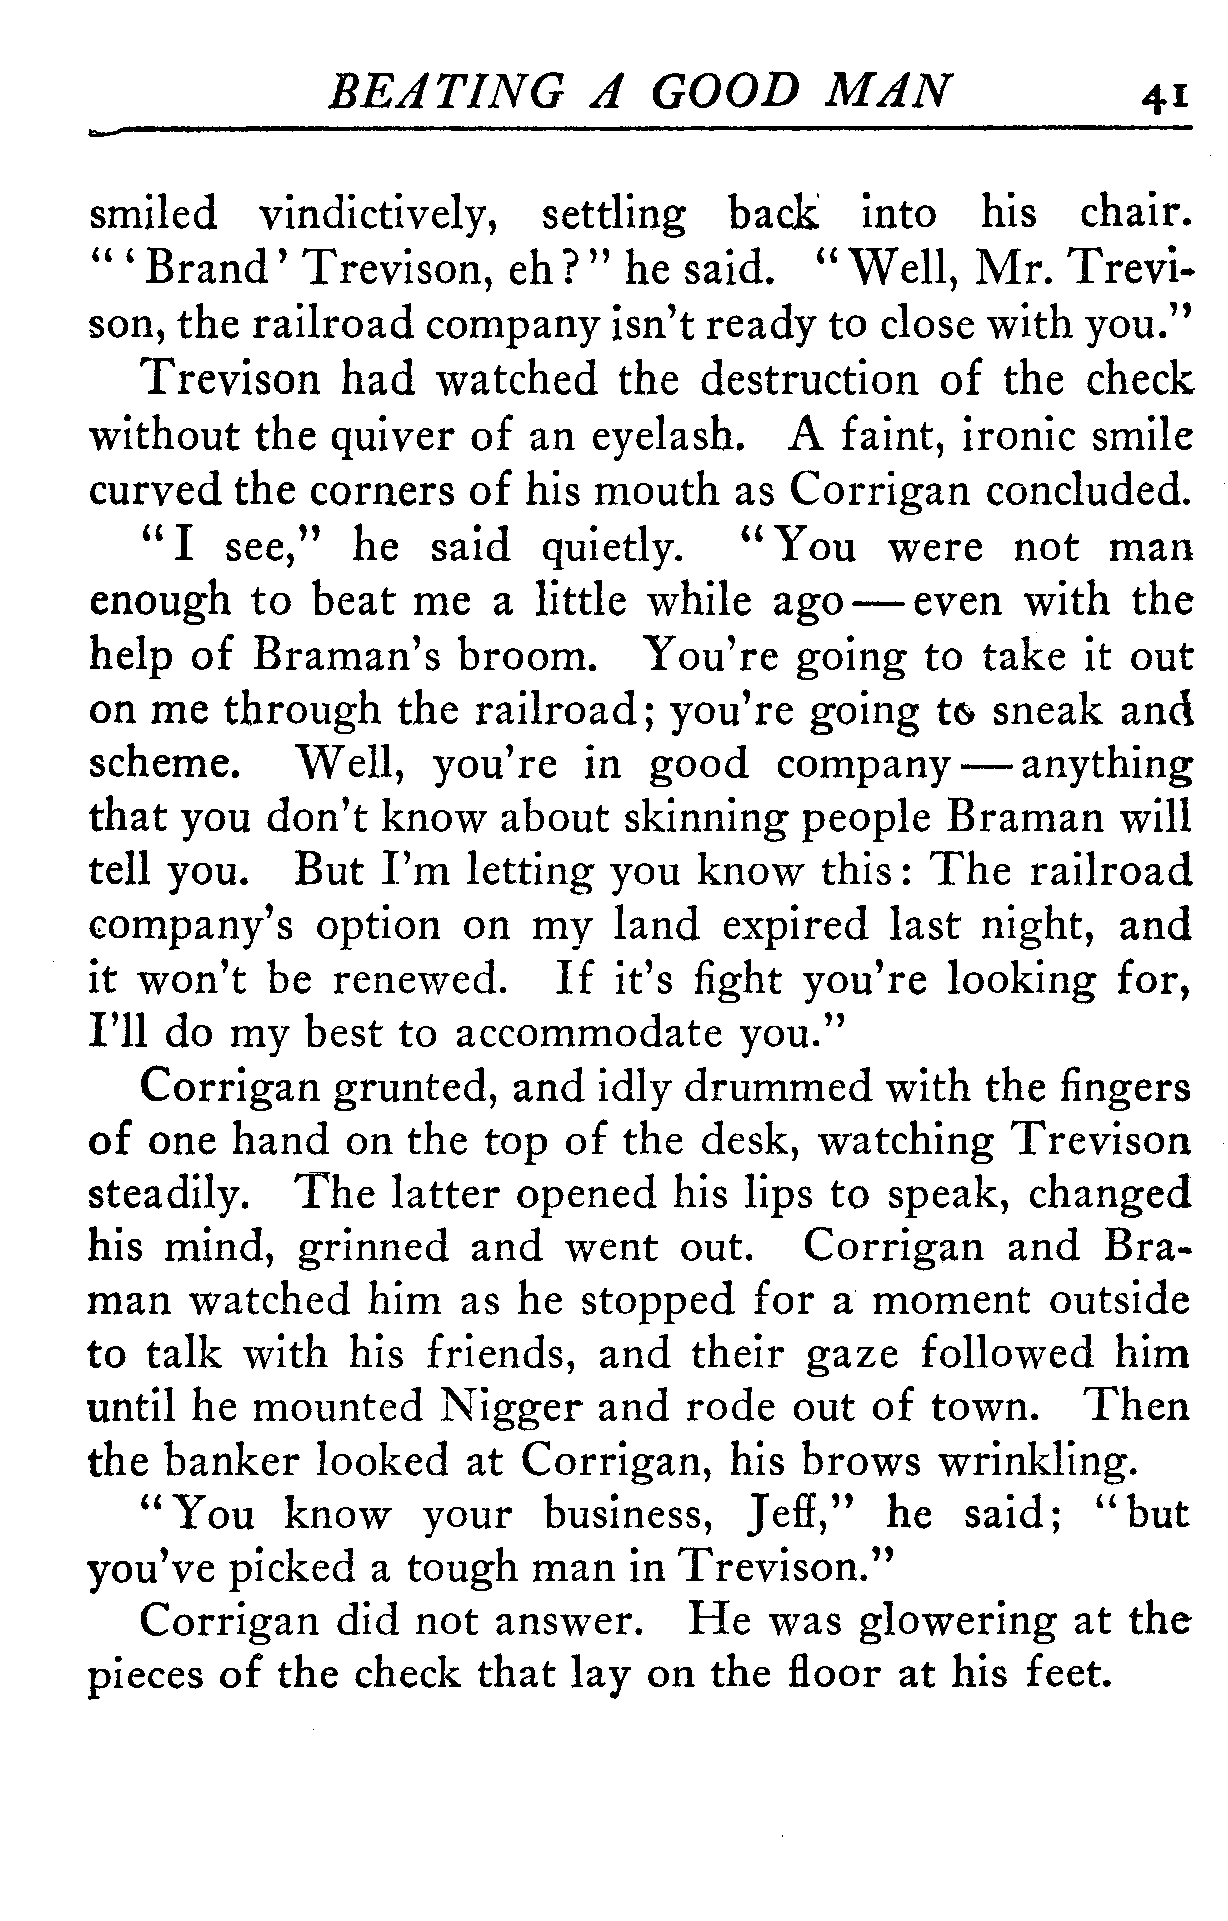 BEATING A GOOD MAN 41
smiled vindictively, settling back into his chair.
“ ‘ Brand ’ Trevison, eh? ” he said. “ Well, Mr. Trevi-
son, the railroad company isn’t ready to close with you.”
Trevison had watched the destruction of the check
without the quiver of an eyelash. A faint, ironic smile
curved the corners of his mouth as Corrigan concluded.
“ I see,” he said quietly. “ You were not man
enough to beat me a little while ago — even with the
help of Braman’s broom. You’re going to take it out
on me through the railroad; you’re going to sneak and
scheme. Well, you’re in good company — anything
that you don’t know about skinning people Braman will
tell you. But I’m letting you know this: The railroad
company’s option on my land expired last night, and
it won’t be renewed. If it’s fight you’re looking for,
I’ll do my best to accommodate you.”
Corrigan grunted, and idly drummed with the fingers
of one hand on the top of the desk, watching Trevison
steadily. The latter opened his lips to speak, changed
his mind, grinned and went out. Corrigan and Bra-
man watched him as he stopped for a moment outside
to talk with his friends, and their gaze followed him
until he mounted Nigger and rode out of town. Then
the banker looked at Corrigan, his brows wrinkling.
“ You know your business, Jeff,” he said; “ but
you’ve picked a tough man in Trevison.”
Corrigan did not answer. He was glowering at the
pieces of the check that lay on the floor at his feet.